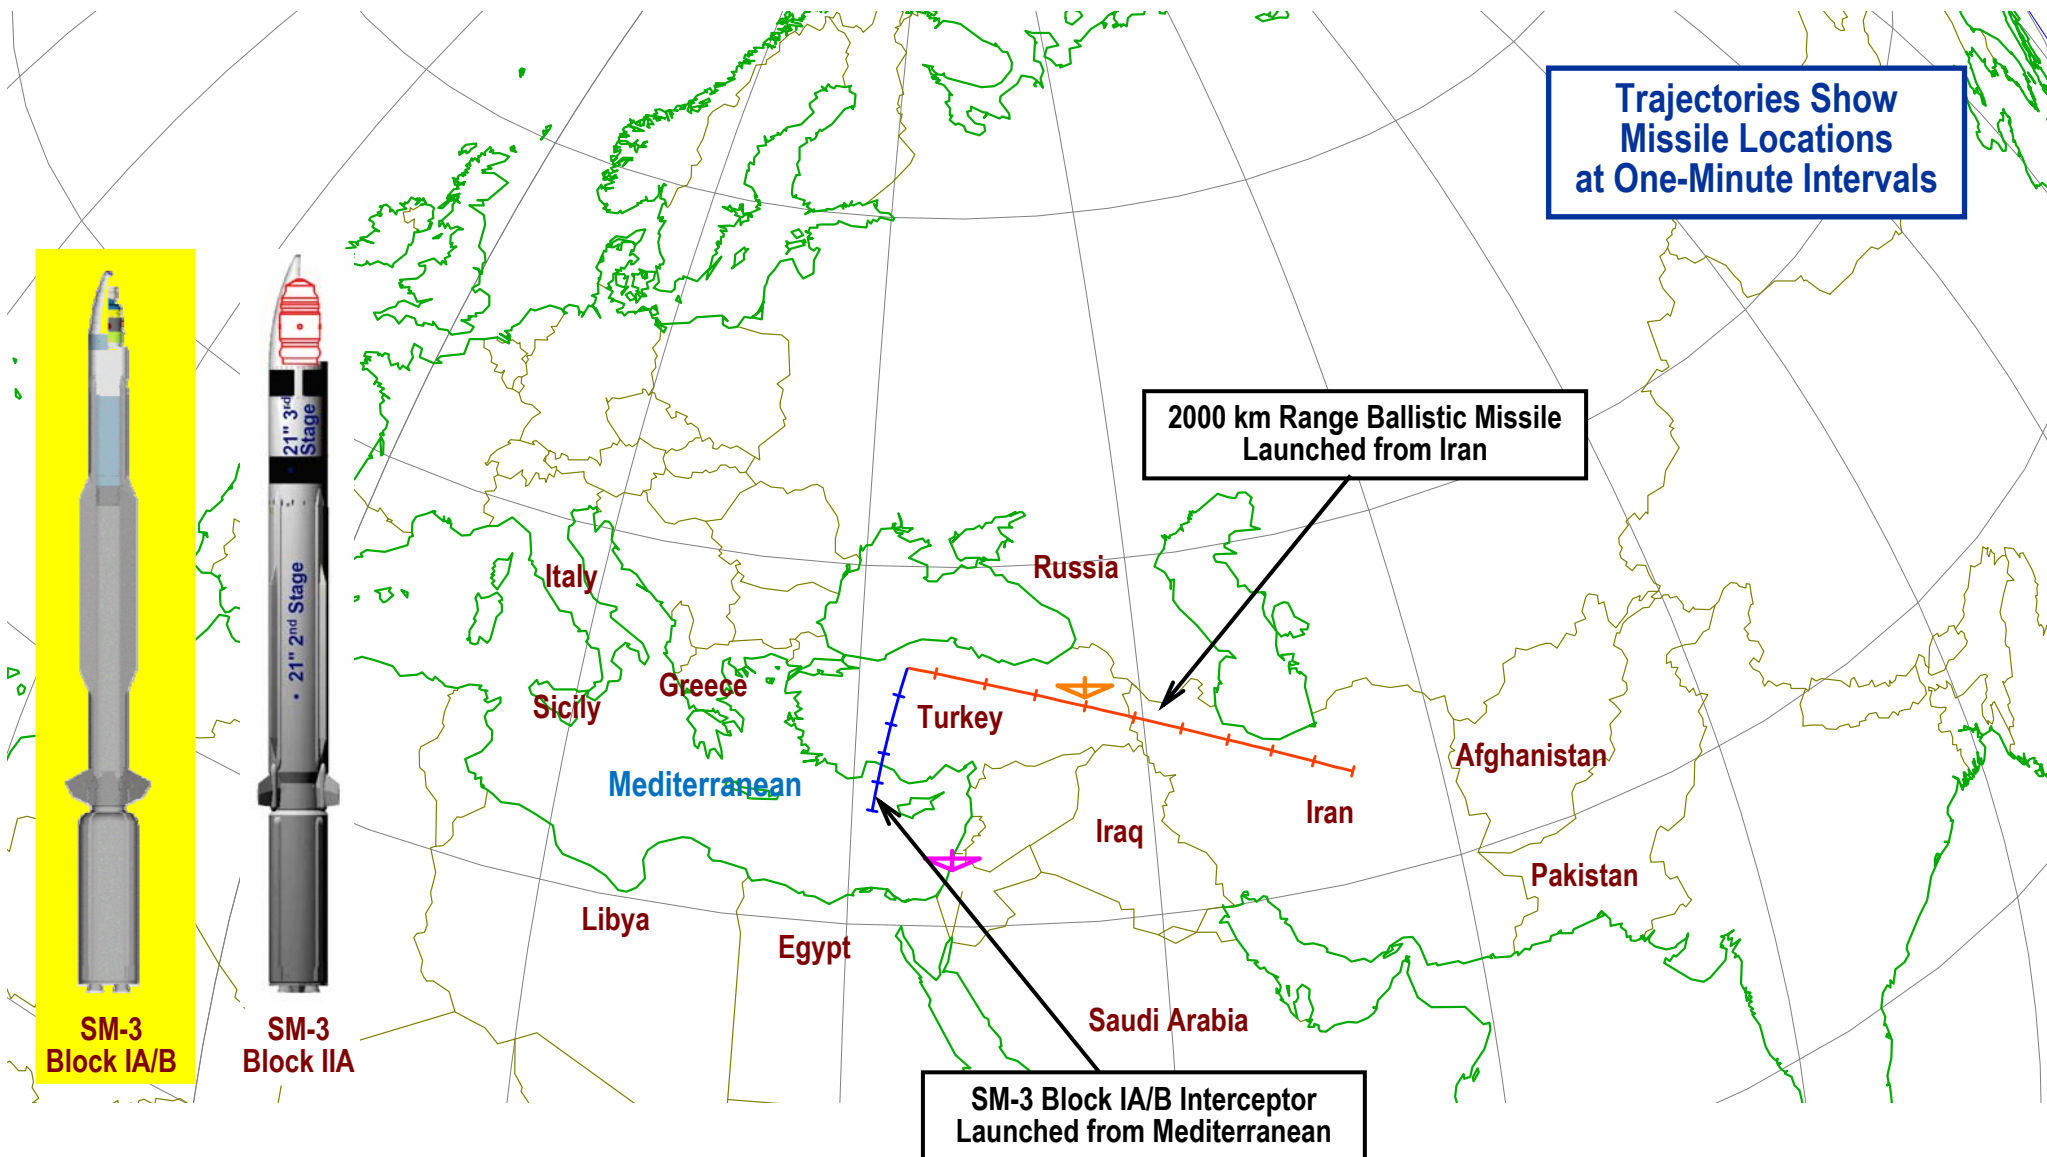 Trajectories Show
Missile Locations
at One-Minute Intervals
2000 km Range Ballistic Missile
Launched from Iran
21" 3rd
Stage
• 21" 2nd Stage
Russia
Italy
Greece
Sicily
Turkey
Mediterranean
Afghanistan
Iran
Iraq
Pakistan
Libya
Egypt
Saudi Arabia
SM-3
Block IA/B
SM-3
Block IIA
SM-3 Block IA/B Interceptor
Launched from Mediterranean